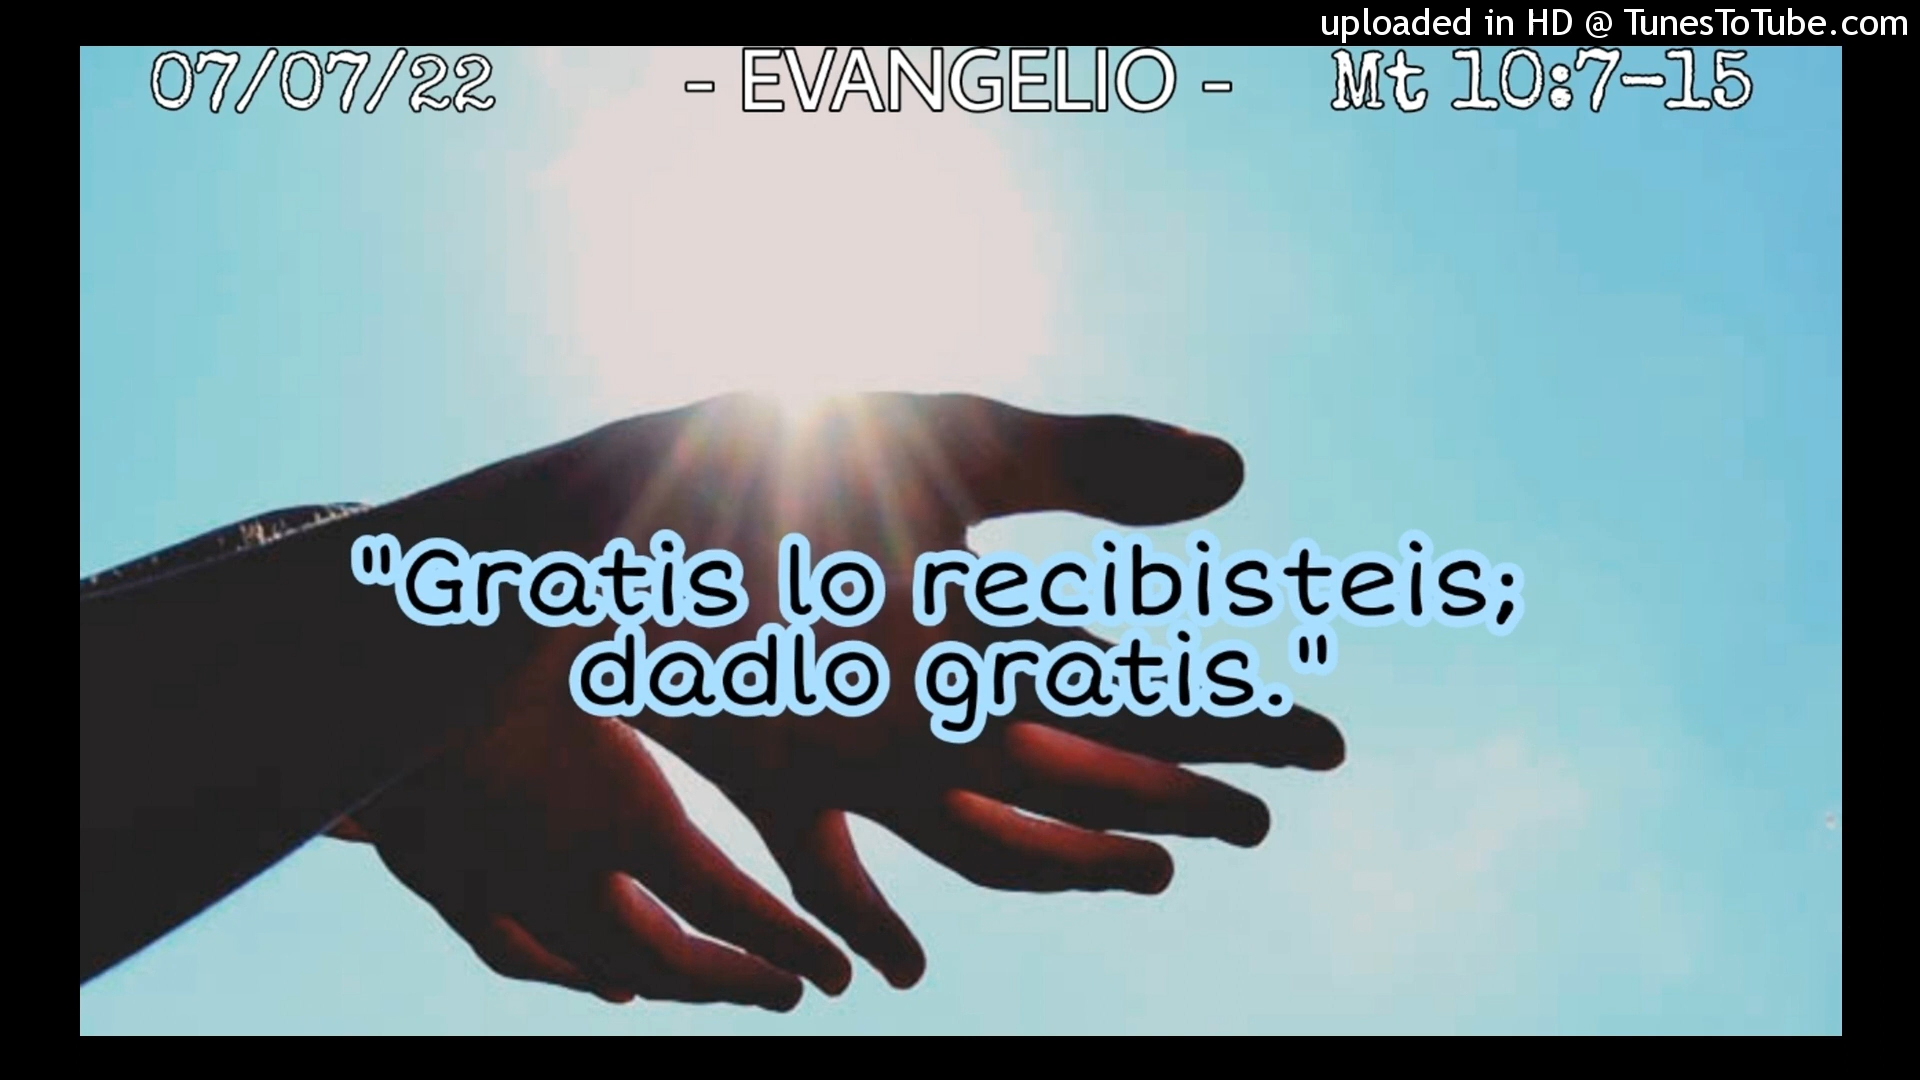 uploaded in HD @ TunesToTube.com
07/07/22 - EVANGELIO - Mt 10:7-15
"Gratis lo recibisteis;
dadlo gratis."